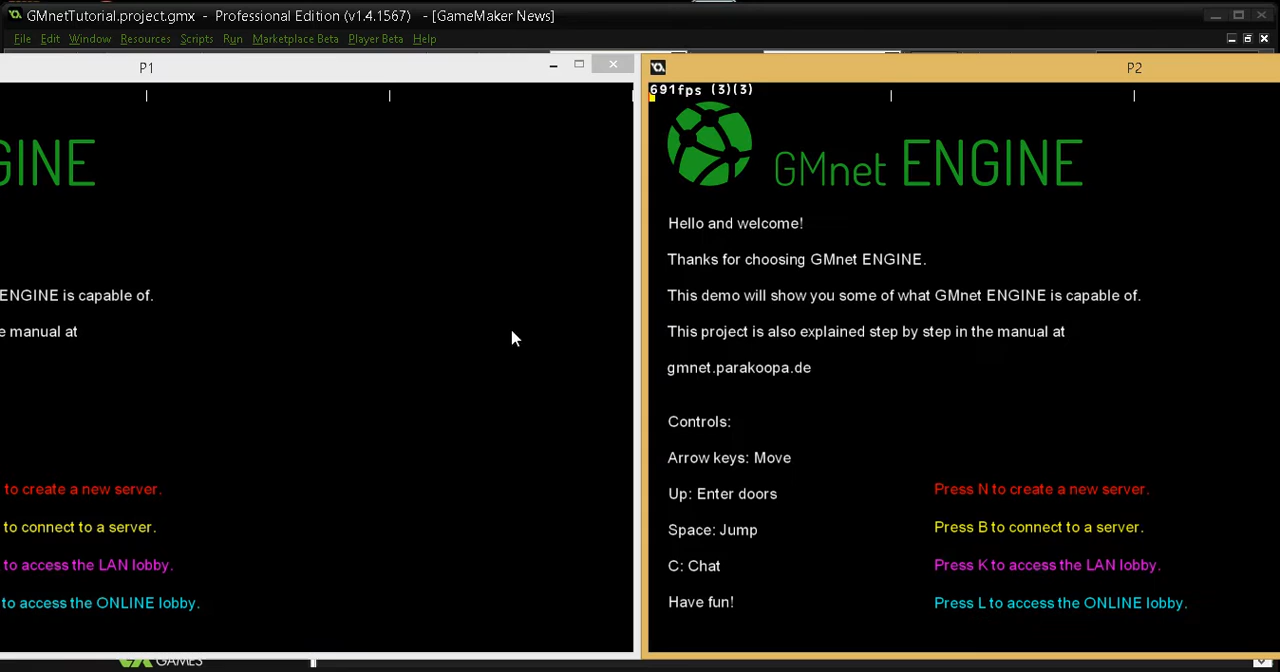 GMnetTutorial.project.gmx - Professional Edition (v1.4.1567) - [GameMaker News]
File Edit Window Resources Scripts Run Marketplace Beta Player Beta Help
P1
GINE
ENGINE is capable of.
e manual at
to create a new server.
to connect to a server.
to access the LAN lobby.
to access the ONLINE lobby.
P2
691fps (3)(3)
GMnet ENGINE
Hello and welcome!
Thanks for choosing GMnet ENGINE.
This demo will show you some of what GMnet ENGINE is capable of.
This project is also explained step by step in the manual at
gmnet.parakoopa.de
Controls:
Arrow keys: Move
Up: Enter doors
Space: Jump
C: Chat
Have fun!
Press N to create a new server.
Press B to connect to a server.
Press K to access the LAN lobby.
Press L to access the ONLINE lobby.
GAMES